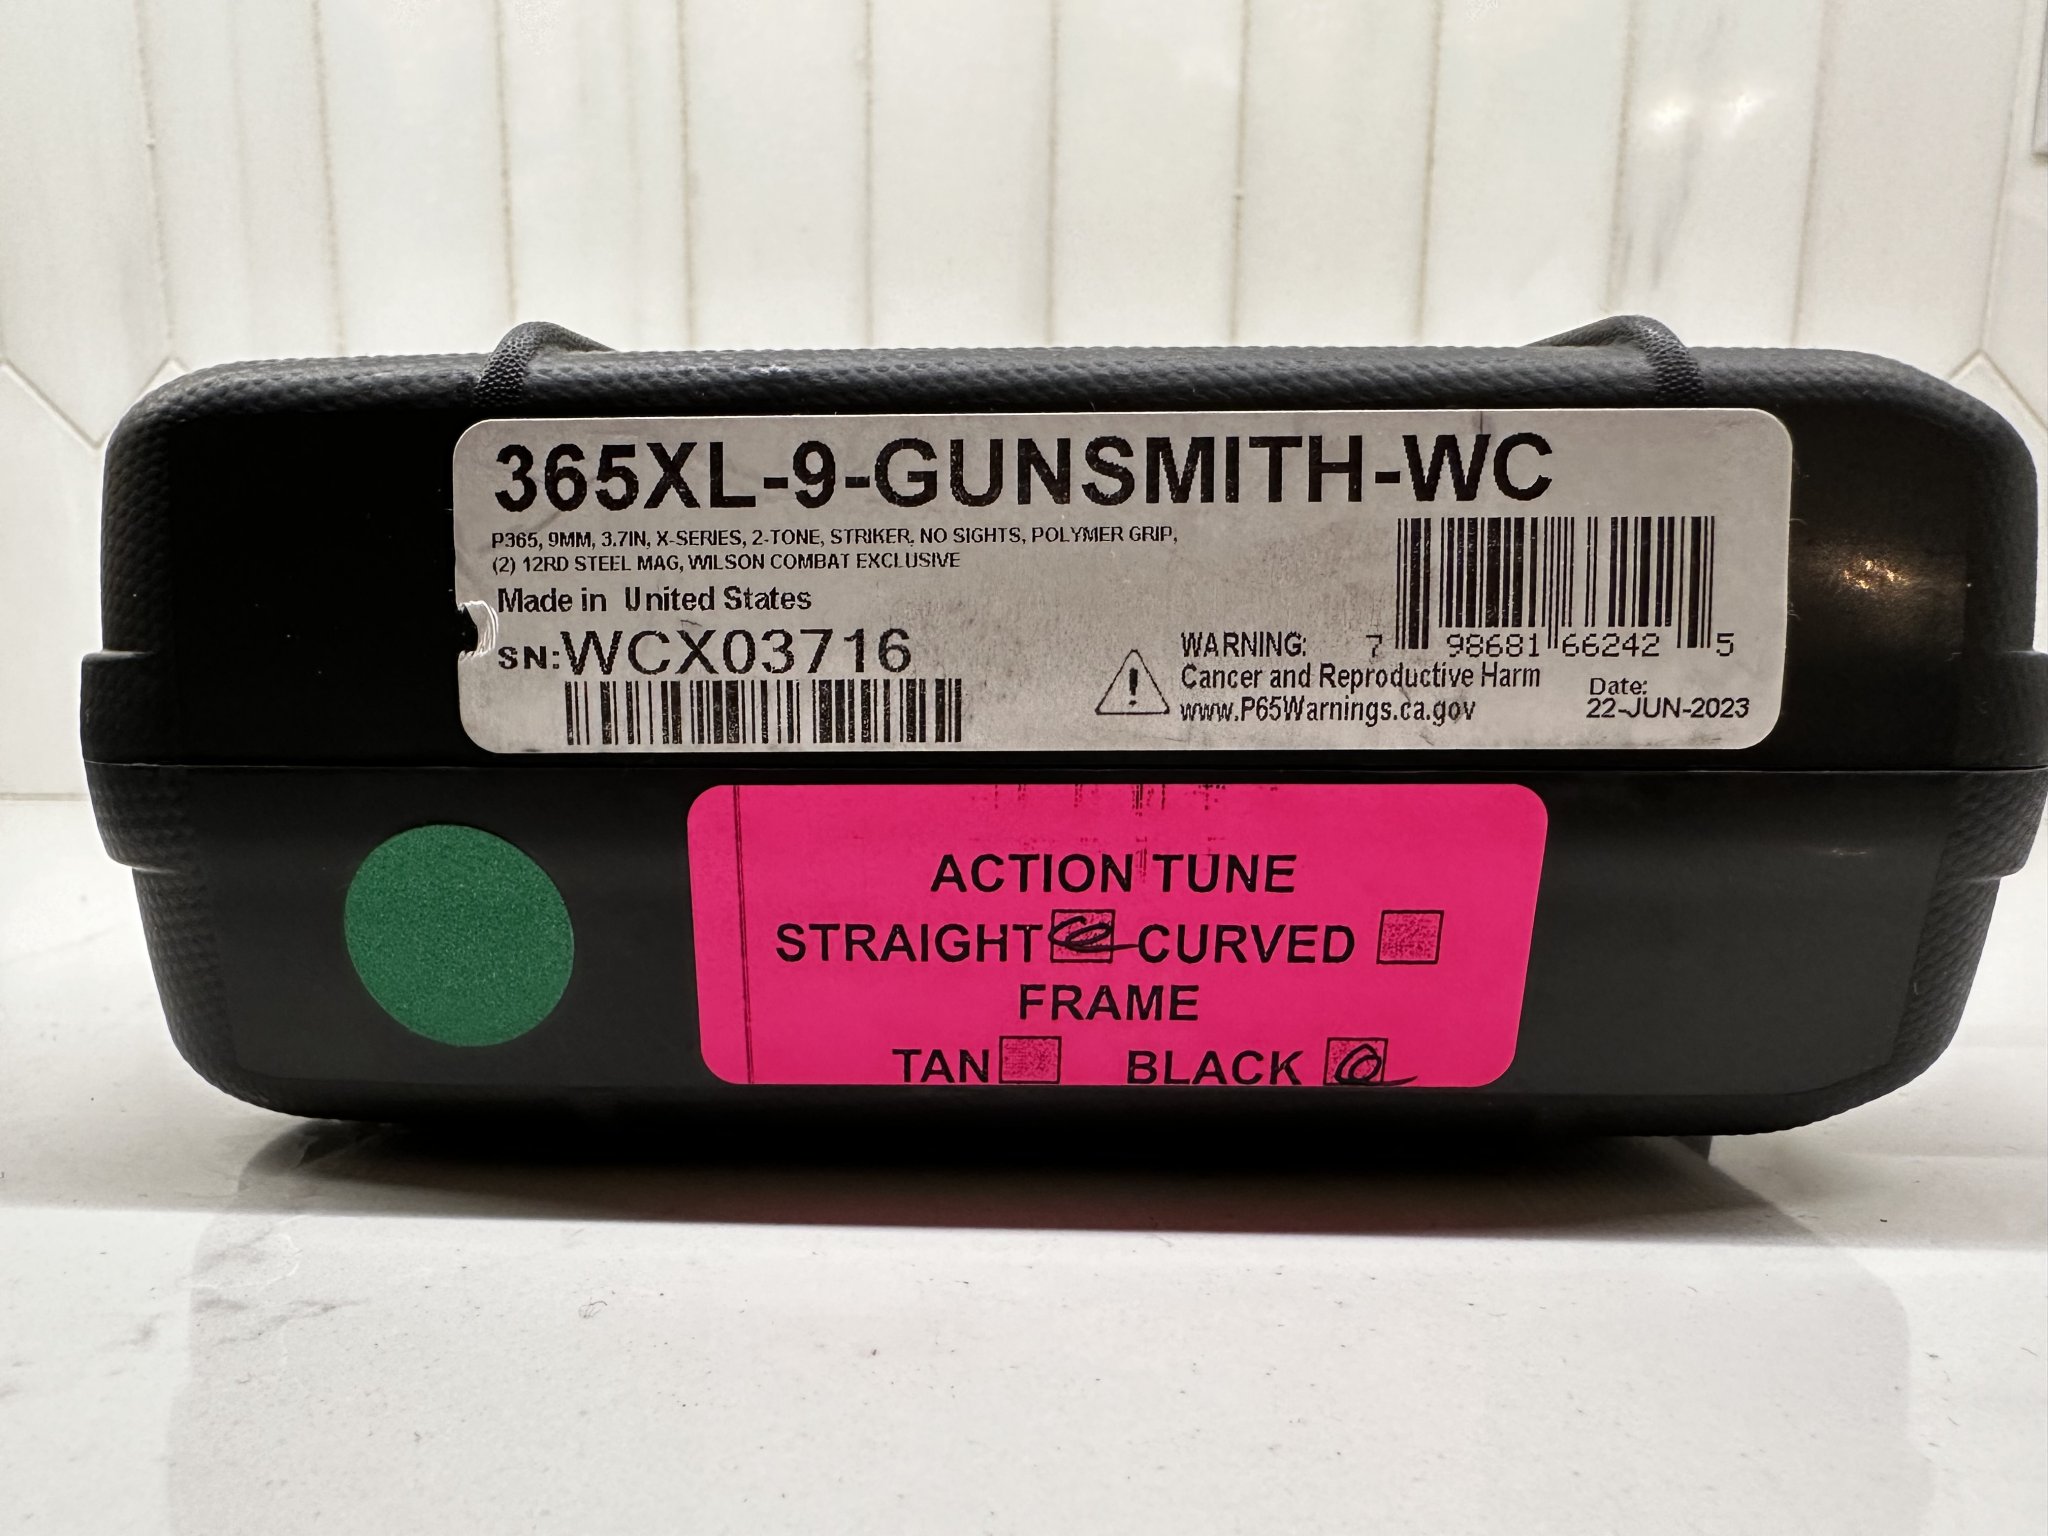 365XL-9-GUNSMITH-WC
P365, 9MM, 3.7IN, X-SERIES, 2-TONE, STRIKER, NO SIGHTS, POLYMER GRIP,
(2) 12RD STEEL MAG, WILSON COMBAT EXCLUSIVE
Made in United States
SN:WCX03716
7 98681 66242 5
WARNING:
Cancer and Reproductive Harm
www.P65Warnings.ca.gov
Date:
22-JUN-2023
ACTION TUNE
STRAIGHT CURVED
FRAME
TAN BLACK